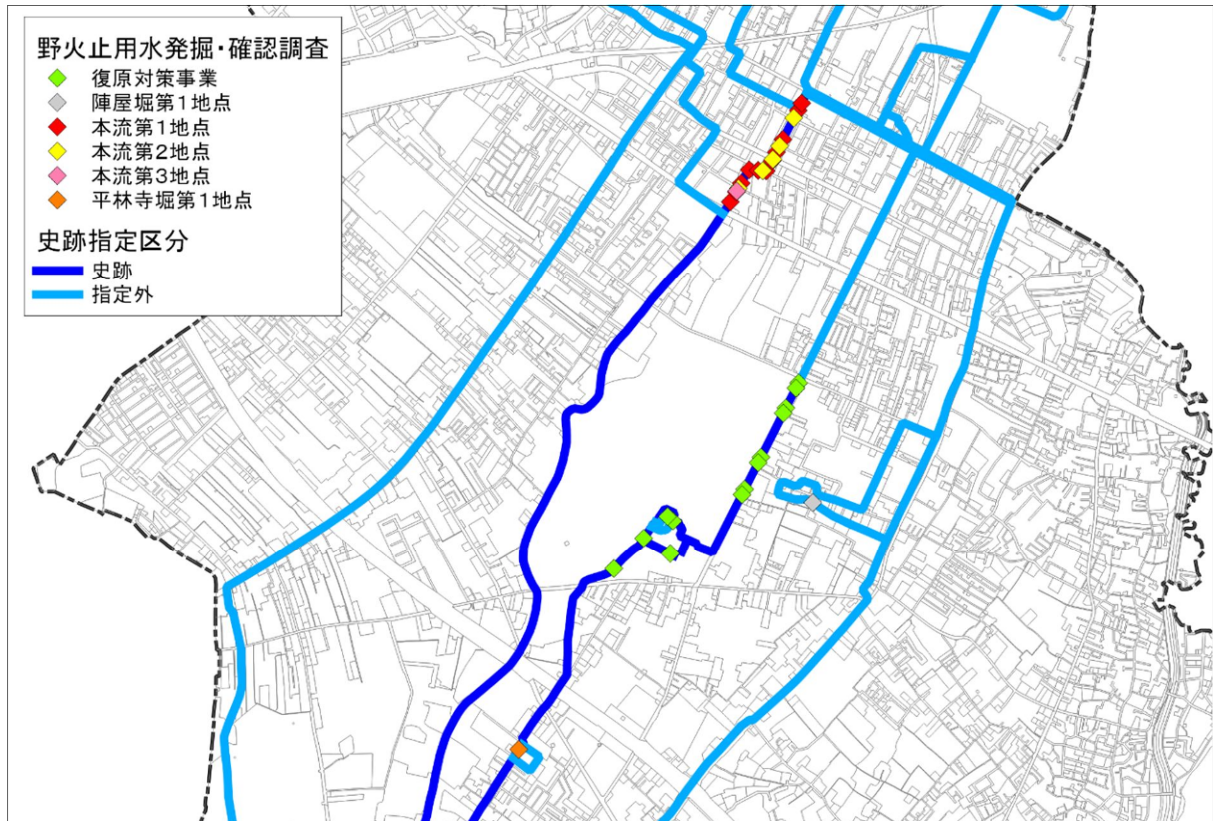 野火止用水発掘・確認調査
復原対策事業
陣屋堀第1地点
本流第1地点
本流第2地点
本流第3地点
平林寺堀第1地点
史跡指定区分
史跡
指定外